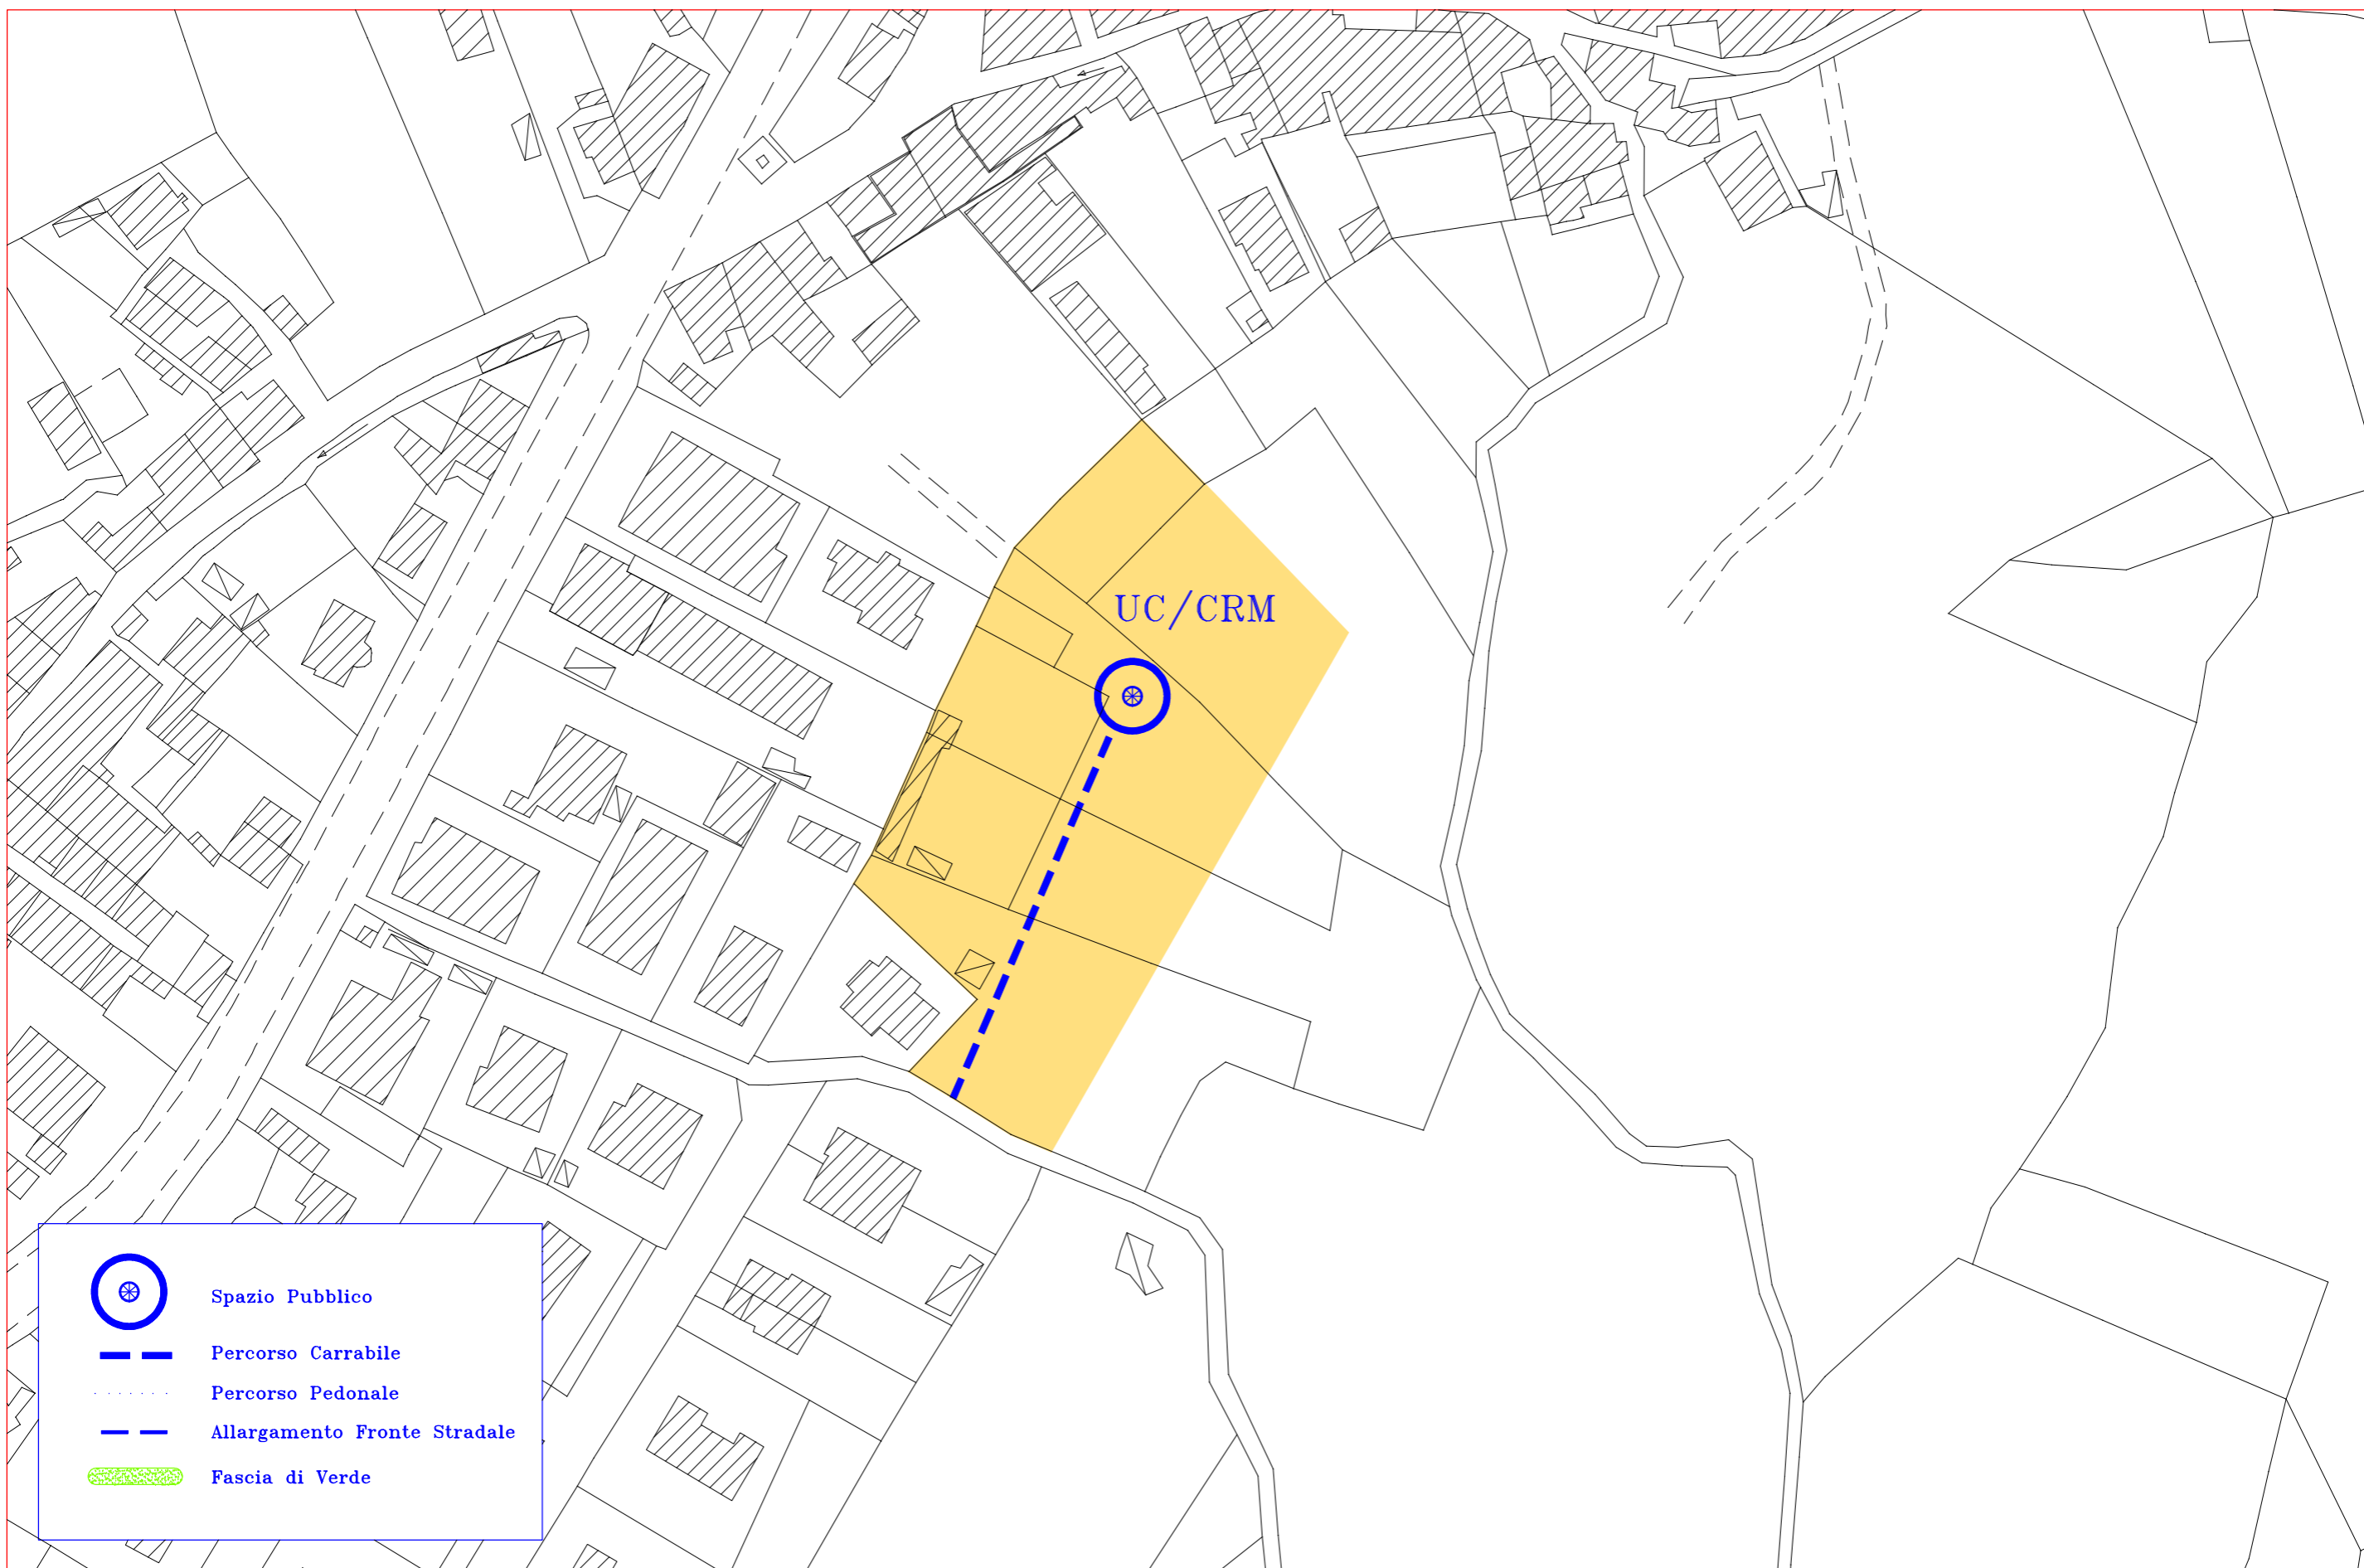 UC/CRM
Spazio Pubblico
Percorso Carrabile
Percorso Pedonale
Allargamento Fronte Stradale
Fascia di Verde